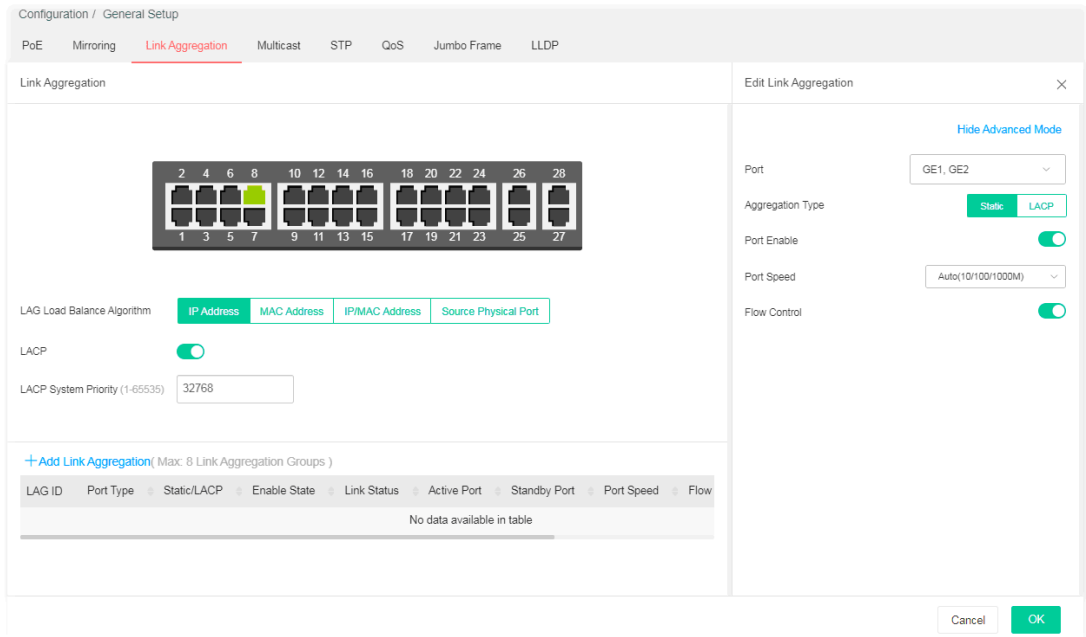 Configuration / General Setup
PoE Mirroring Link Aggregation Multicast STP QoS Jumbo Frame LLDP
Link Aggregation
2 4 6 8 10 12 14 16 18 20 22 24 26 28
1 3 5 7 9 11 13 15 17 19 21 23 25 27
LAG Load Balance Algorithm IP Address MAC Address IP/MAC Address Source Physical Port
LACP
LACP System Priority (1-65535) 32768
+Add Link Aggregation( Max: 8 Link Aggregation Groups )
LAG ID Port Type Static/LACP Enable State Link Status Active Port Standby Port Port Speed Flow
No data available in table
Edit Link Aggregation
Hide Advanced Mode
Port GE1, GE2
Aggregation Type Static LACP
Port Enable
Port Speed Auto(10/100/1000M)
Flow Control
Cancel OK